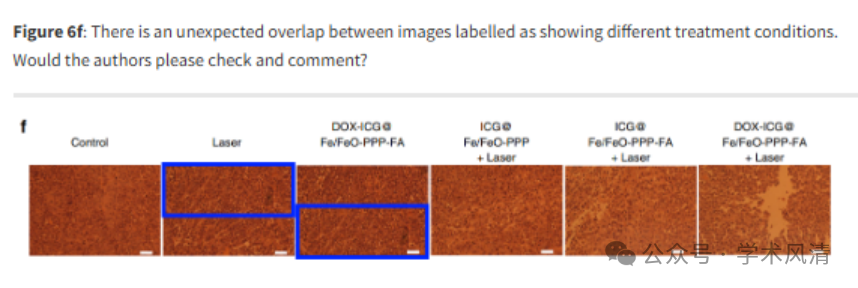 Figure 6f: There is an unexpected overlap between images labelled as showing different treatment conditions.
Would the authors please check and comment?
f
Control
Laser
DOX-ICG@
Fe/FeO-PPP-FA
ICG@
Fe/FeO-PPP
+ Laser
ICG@
Fe/FeO-PPP-FA
+ Laser
DOX-ICG@
Fe/FeO-PPP-FA
+ Laser
公众号 · 学术风清